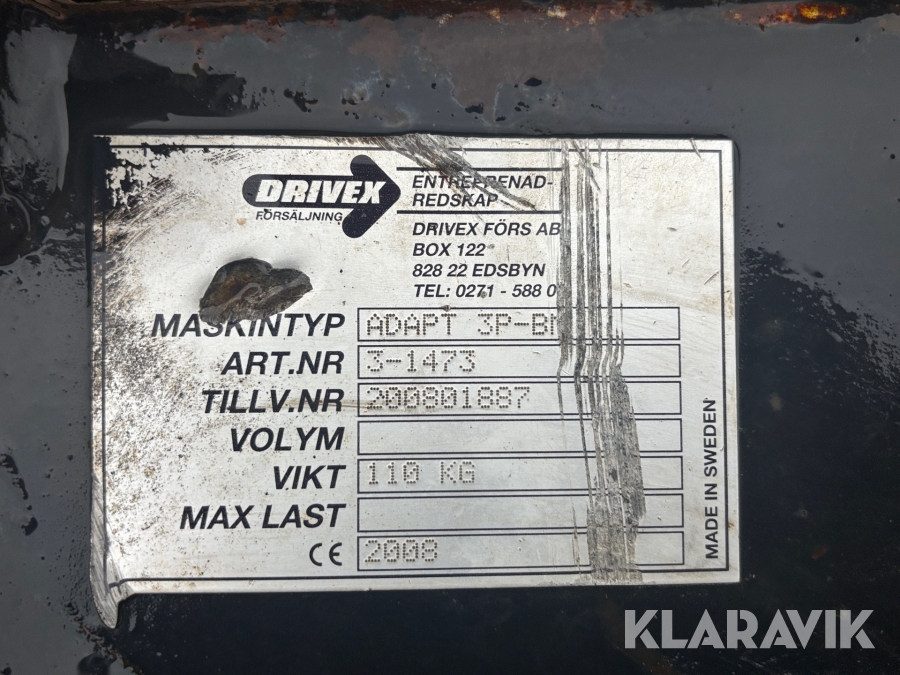 DRIVEX
FÖRSÄLJNING
ENTREPRENAD-
REDSKAP
DRIVEX FÖRS AB
BOX 122
828 22 EDSBYN
TEL: 0271 - 588 0
MASKINTYP ADAPT 3P-BM
ART.NR 3-1473
TILLV.NR 200801887
VOLYM
VIKT 110 KG
MAX LAST
CE 2008
MADE IN SWEDEN
KLARAVIK